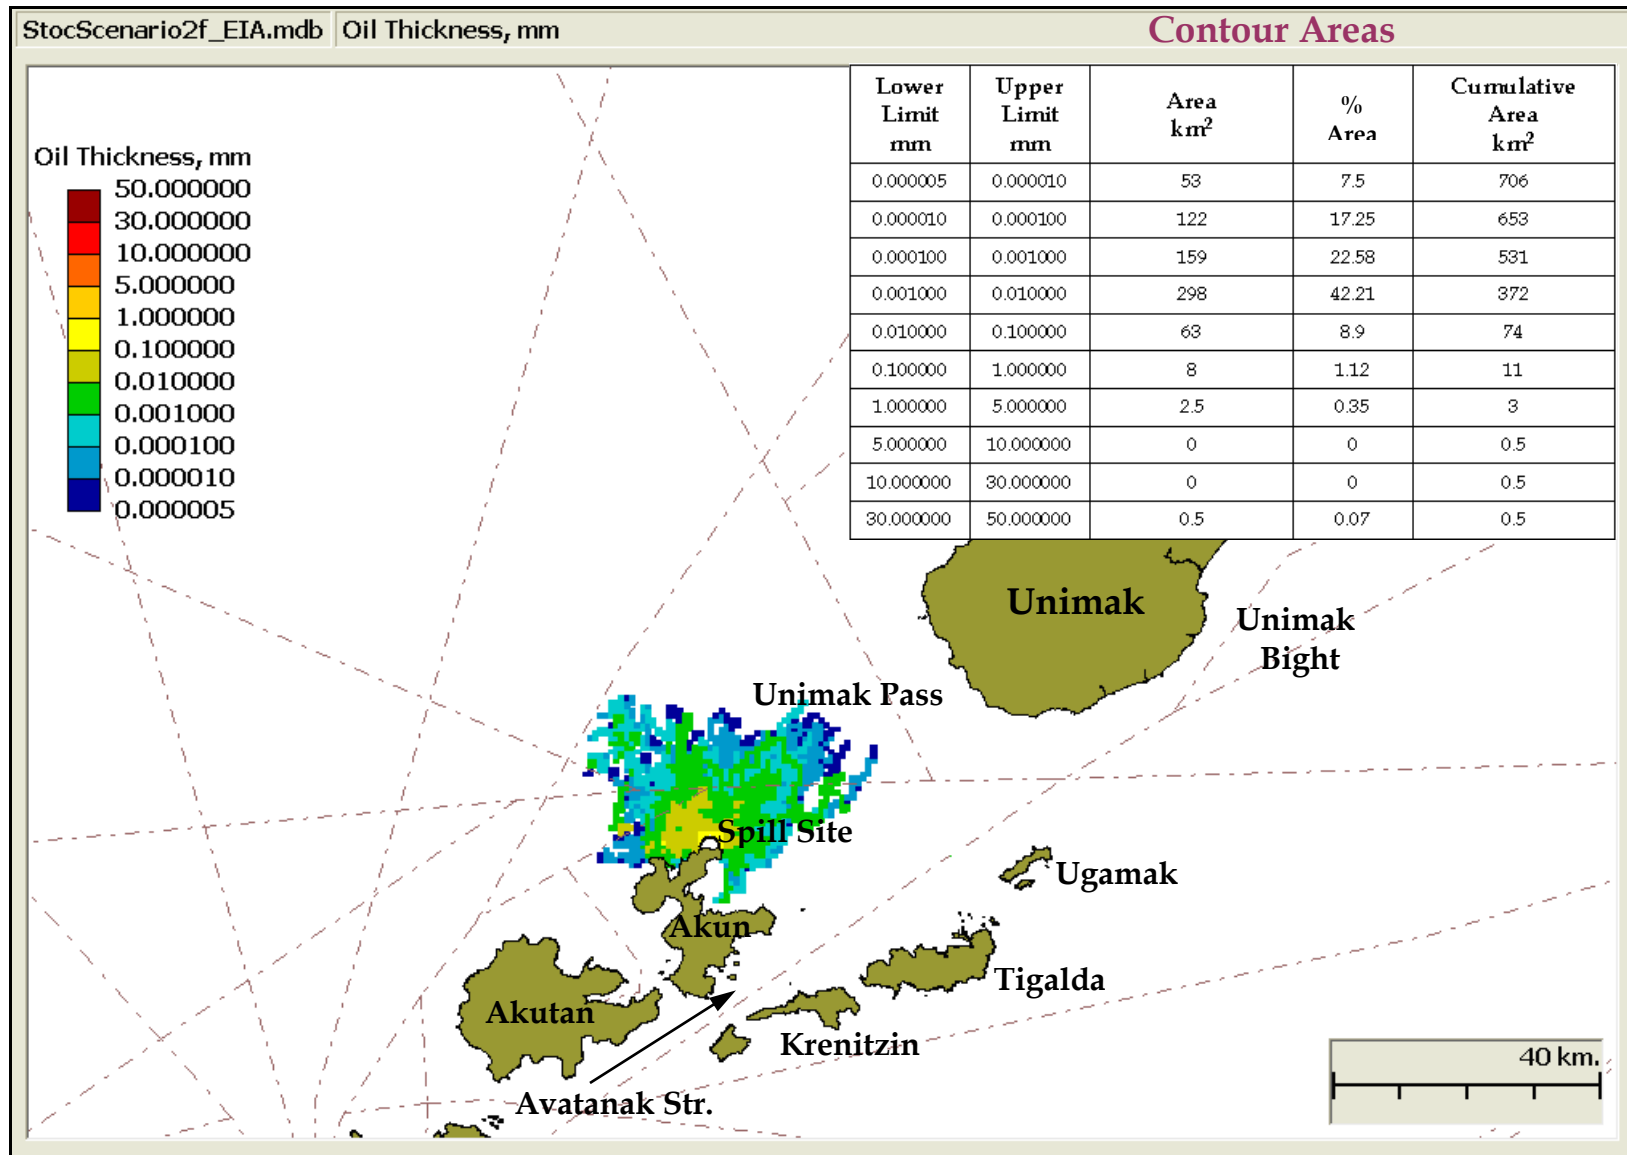 StocScenario2f_EIA.mdb Oil Thickness, mm Contour Areas
Lower Limit mm Upper Limit mm Area km² % Area Cumulative Area km²
0.000005 0.000010 53 7.5 706
0.000010 0.000100 122 17.25 653
0.000100 0.001000 159 22.58 531
0.001000 0.010000 298 42.21 372
0.010000 0.100000 63 8.9 74
0.100000 1.000000 8 1.12 11
1.000000 5.000000 2.5 0.35 3
5.000000 10.000000 0 0 0.5
10.000000 30.000000 0 0 0.5
30.000000 50.000000 0.5 0.07 0.5
Oil Thickness, mm
50.000000
30.000000
10.000000
5.000000
1.000000
0.100000
0.010000
0.001000
0.000100
0.000010
0.000005
Unimak
Unimak
Bight
Unimak Pass
Spill Site
Ugamak
Akun
Tigalda
Akutan
Krenitzin
Avatanak Str.
40 km.